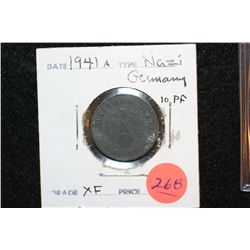 DATE 1941 A TYPE Nazi
Germany
10 PF
GRADE XF PRICE
268